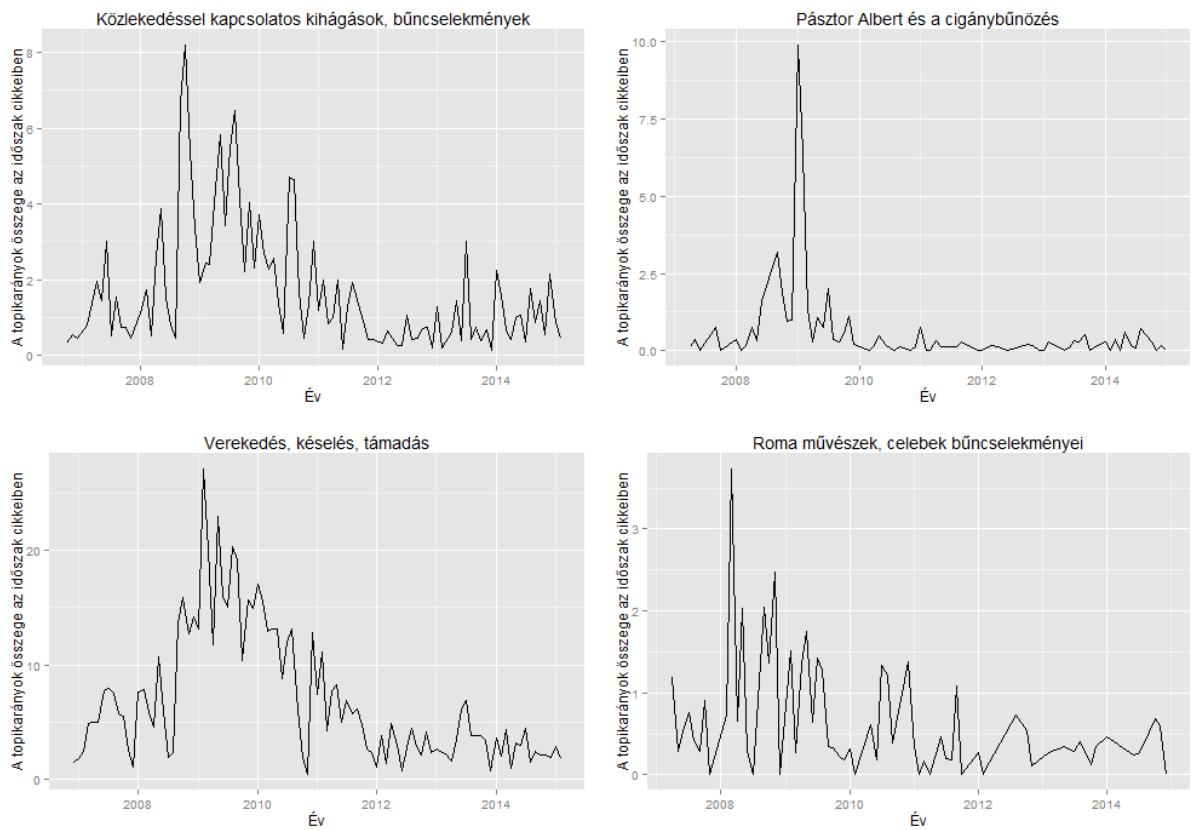 Közlekedéssel kapcsolatos kihágások, bűncselekmények
A topikarányok összege az időszak cikkeiben
8
6
4
2
0
2008 2010 2012 2014
Év
Pásztor Albert és a cigánybűnözés
A topikarányok összege az időszak cikkeiben
10.0
7.5
5.0
2.5
0.0
2008 2010 2012 2014
Év
Verekedés, késelés, támadás
A topikarányok összege az időszak cikkeiben
20
10
0
2008 2010 2012 2014
Év
Roma művészek, celebek bűncselekményei
A topikarányok összege az időszak cikkeiben
3
2
1
0
2008 2010 2012 2014
Év